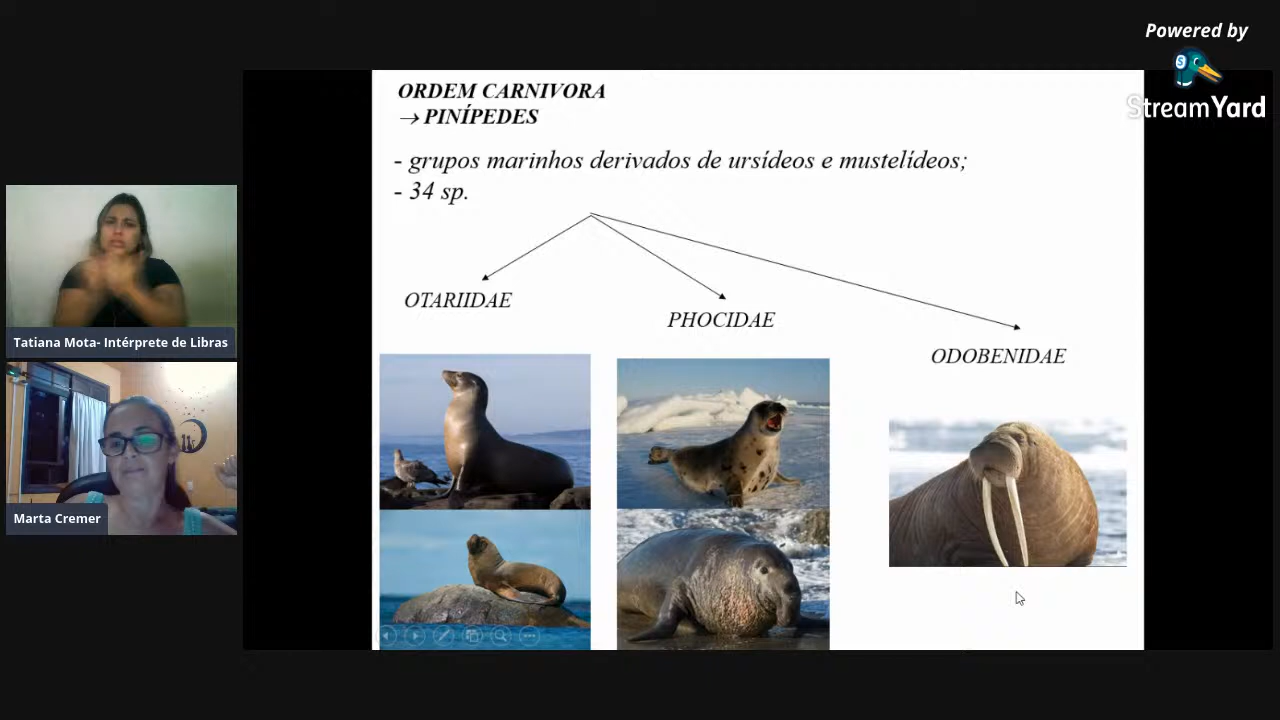 Powered by
StreamYard
ORDEM CARNIVORA
→ PINÍPEDES
- grupos marinhos derivados de ursídeos e mustelídeos;
- 34 sp.
OTARIIDAE
PHOCIDAE
ODOBENIDAE
Tatiana Mota- Intérprete de Libras
Marta Cremer